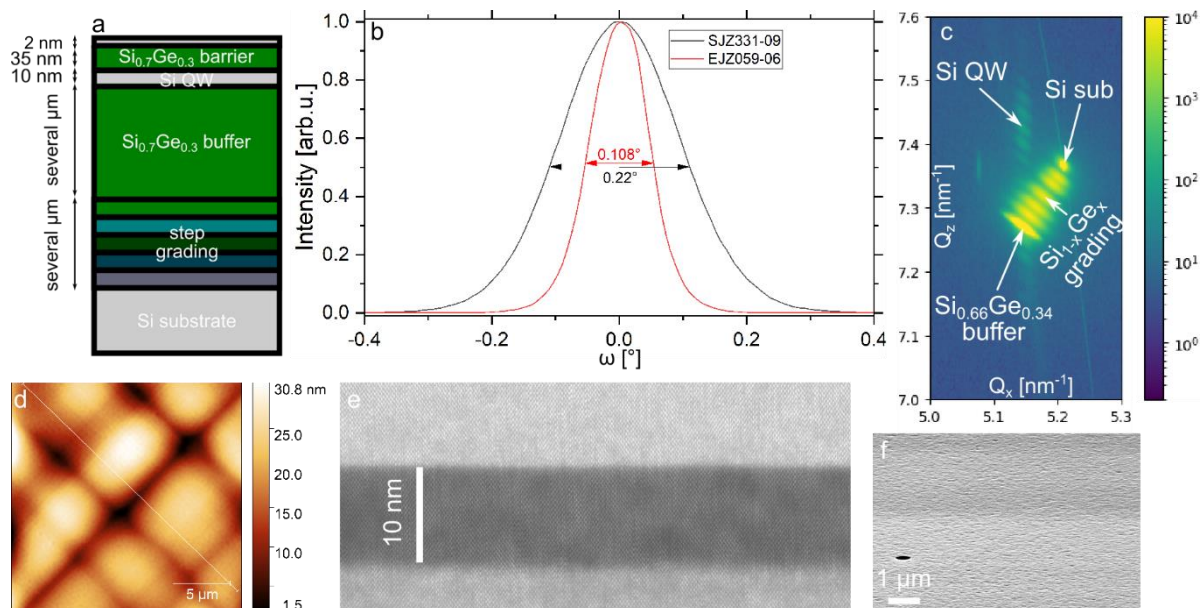 a
2 nm
35 nm
10 nm
several µm
several µm
Si0.7Ge0.3 barrier
Si QW
Si0.7Ge0.3 buffer
step
grading
Si substrate
b
Intensity [arb.u.]
1.0
0.8
0.6
0.4
0.2
0.0
SJZ331-09
EJZ059-06
0.108°
0.22°
-0.4
-0.2
0.0
0.2
0.4
ω [°]
c
Qz [nm-1]
7.6
7.5
7.4
7.3
7.2
7.1
7.0
Si QW
Si sub
Si1-xGex
grading
Si0.66Ge0.34
buffer
Qx [nm-1]
5.0
5.1
5.2
5.3
10^4
10^3
10^2
10^1
10^0
d
5 µm
30.8 nm
25.0
20.0
15.0
10.0
1.5
e
10 nm
f
1 µm